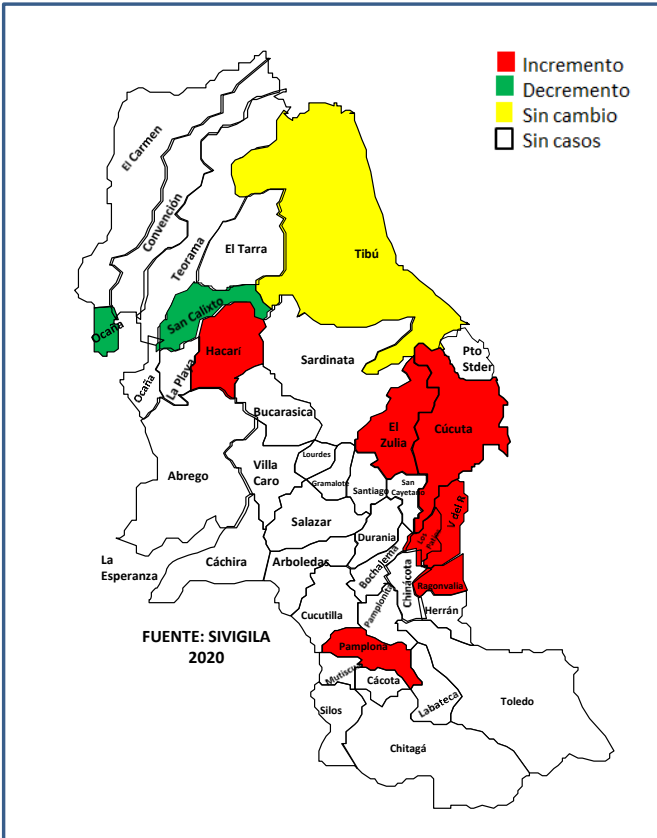 Incremento
Decremento
Sin cambio
Sin casos
El Carmen
Convención
Teorama
El Tarra
Tibú
San Calixto
Ocaña
Hacarí
La Playa
Ocaña
Sardinata
Pto
Stder
Bucarasica
El
Zulia
Cúcuta
Abrego
Villa
Caro
Lourdes
Gramalote
Santiago
San
Cayetano
Salazar
Durania
Los
Patios
V del R
La
Esperanza
Cáchira
Arboledas
Bochalema
Chinácota
Ragonvalia
Pamplonita
Herrán
Cucutilla
FUENTE: SIVIGILA
2020
Pamplona
Mutiscu
Cácota
Silos
Labateca
Toledo
Chitagá